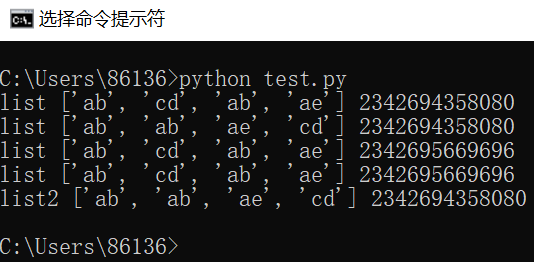 选择命令提示符
C:\Users\86136>python test.py
list ['ab', 'cd', 'ab', 'ae'] 2342694358080
list ['ab', 'ab', 'ae', 'cd'] 2342694358080
list ['ab', 'cd', 'ab', 'ae'] 2342695669696
list ['ab', 'cd', 'ab', 'ae'] 2342695669696
list2 ['ab', 'ab', 'ae', 'cd'] 2342694358080
C:\Users\86136>